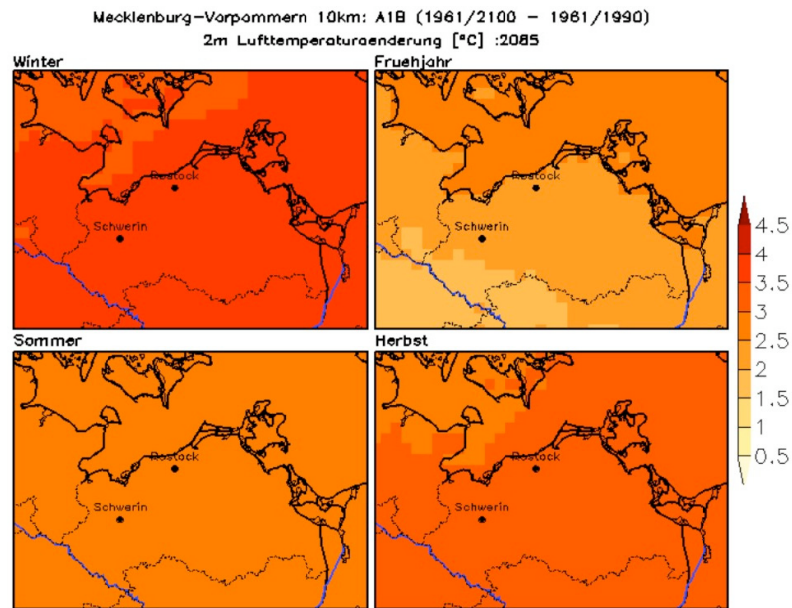 Mecklenburg-Vorpommern 10km: A1B (1961/2100 - 1961/1990)
2m Lufttemperaturaenderung [°C] :2085
Winter
Fruehjahr
Rostock
Rostock
Schwerin
Schwerin
Sommer
Herbst
Rostock
Rostock
Schwerin
Schwerin
4.5
4
3.5
3
2.5
2
1.5
1
0.5